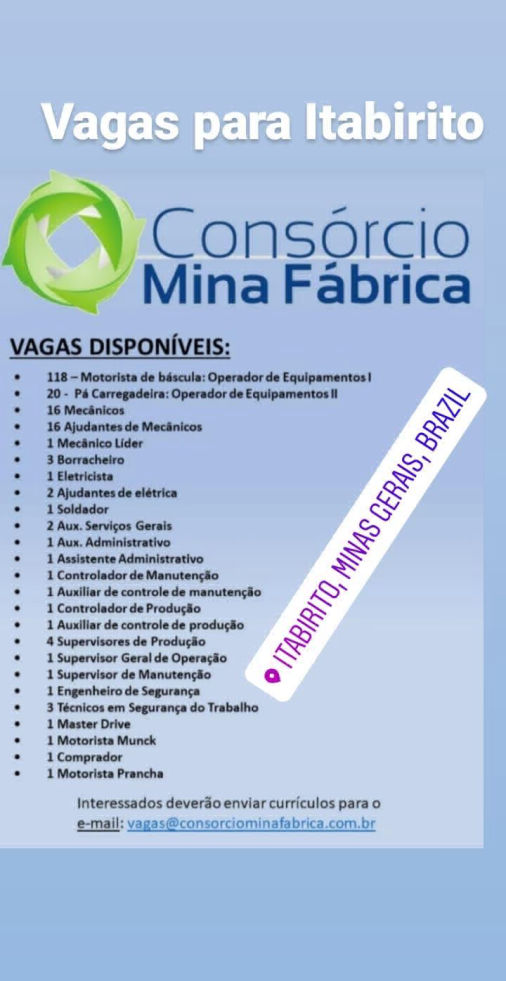 Vagas para Itabirito
Consórcio
Mina Fábrica
VAGAS DISPONÍVEIS:
• 118 – Motorista de báscula: Operador de Equipamentos I
• 20 - Pá Carregadeira: Operador de Equipamentos II
• 16 Mecânicos
• 16 Ajudantes de Mecânicos
• 1 Mecânico Líder
• 3 Borracheiro
• 1 Eletricista
• 2 Ajudantes de elétrica
• 1 Soldador
• 2 Aux. Serviços Gerais
• 1 Aux. Administrativo
• 1 Assistente Administrativo
• 1 Controlador de Manutenção
• 1 Auxiliar de controle de manutenção
• 1 Controlador de Produção
• 1 Auxiliar de controle de produção
• 4 Supervisores de Produção
• 1 Supervisor Geral de Operação
• 1 Supervisor de Manutenção
• 1 Engenheiro de Segurança
• 3 Técnicos em Segurança do Trabalho
• 1 Master Drive
• 1 Motorista Munck
• 1 Comprador
• 1 Motorista Prancha
ITABIRITO, MINAS GERAIS, BRAZIL
Interessados deverão enviar currículos para o
e-mail: vagas@consorciominafabrica.com.br